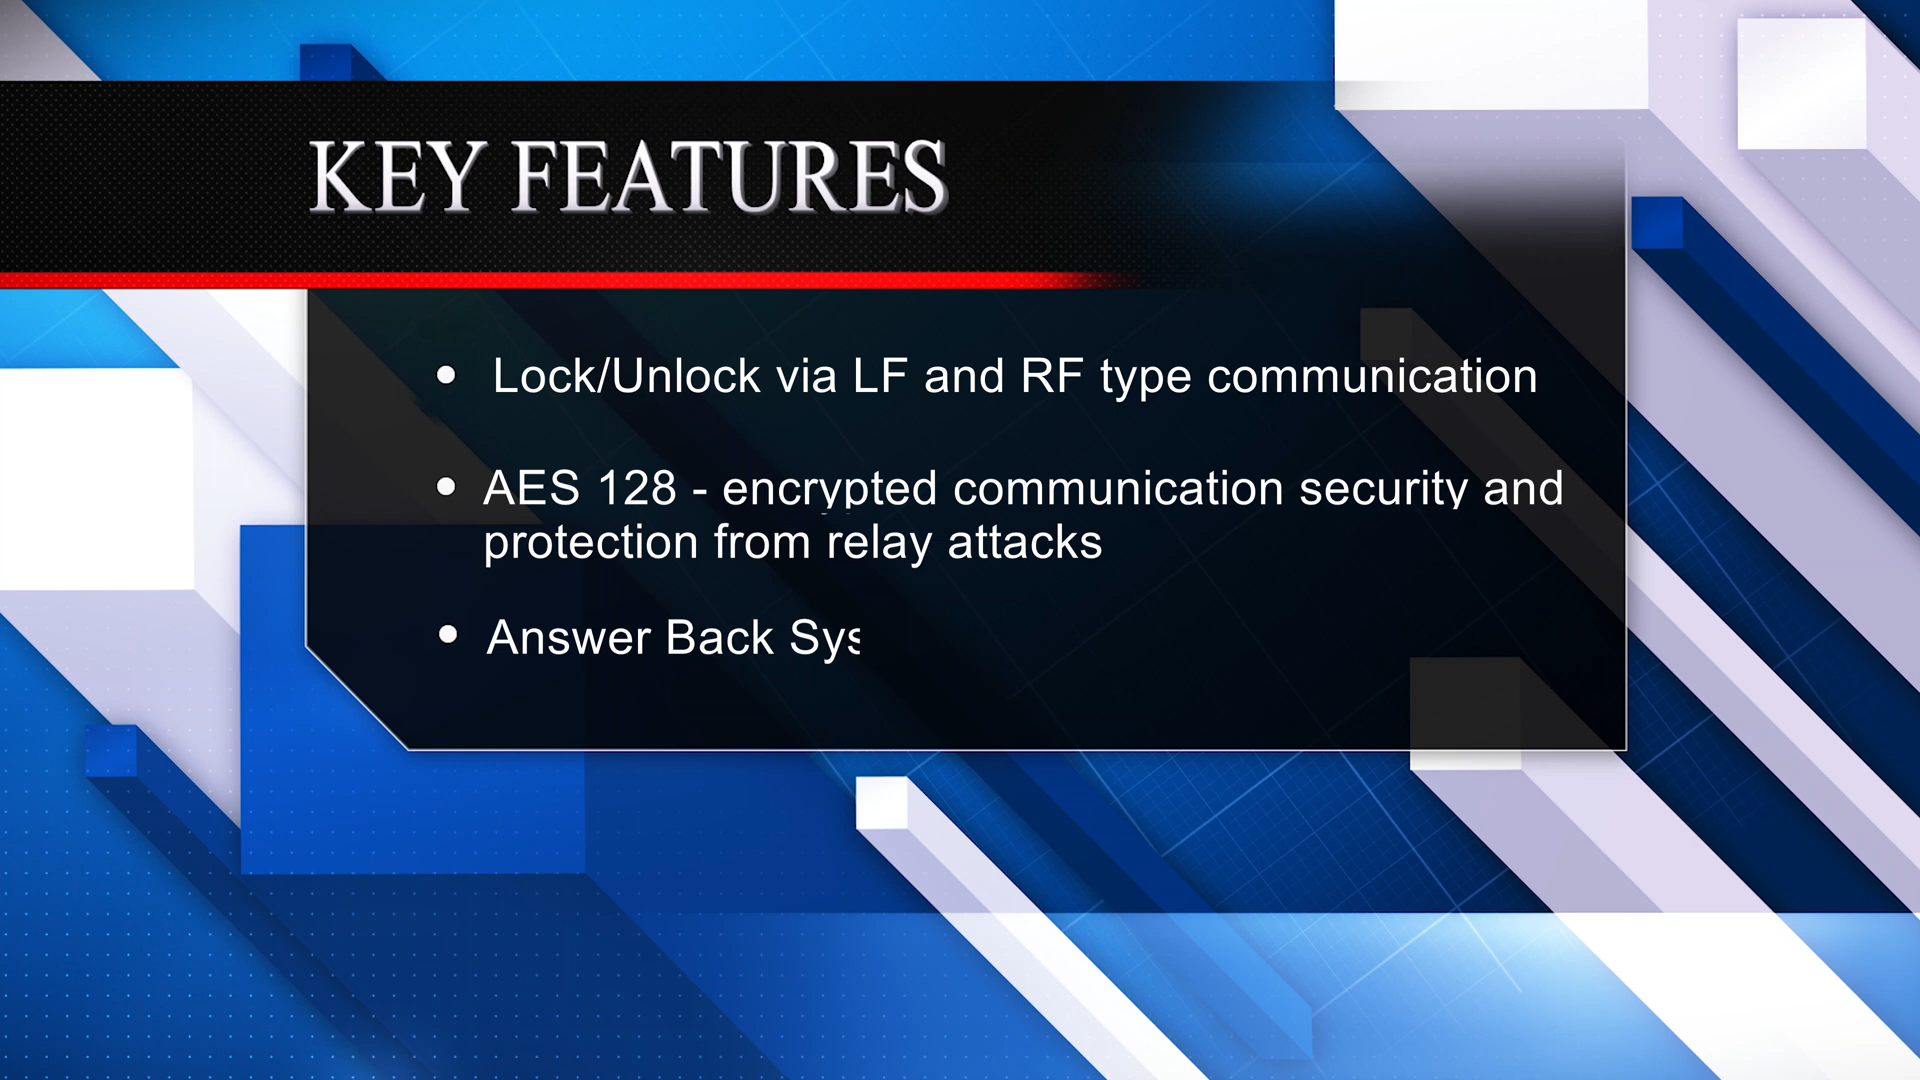 KEY FEATURES
• Lock/Unlock via LF and RF type communication
• AES 128 - encrypted communication security and
protection from relay attacks
• Answer Back Sys